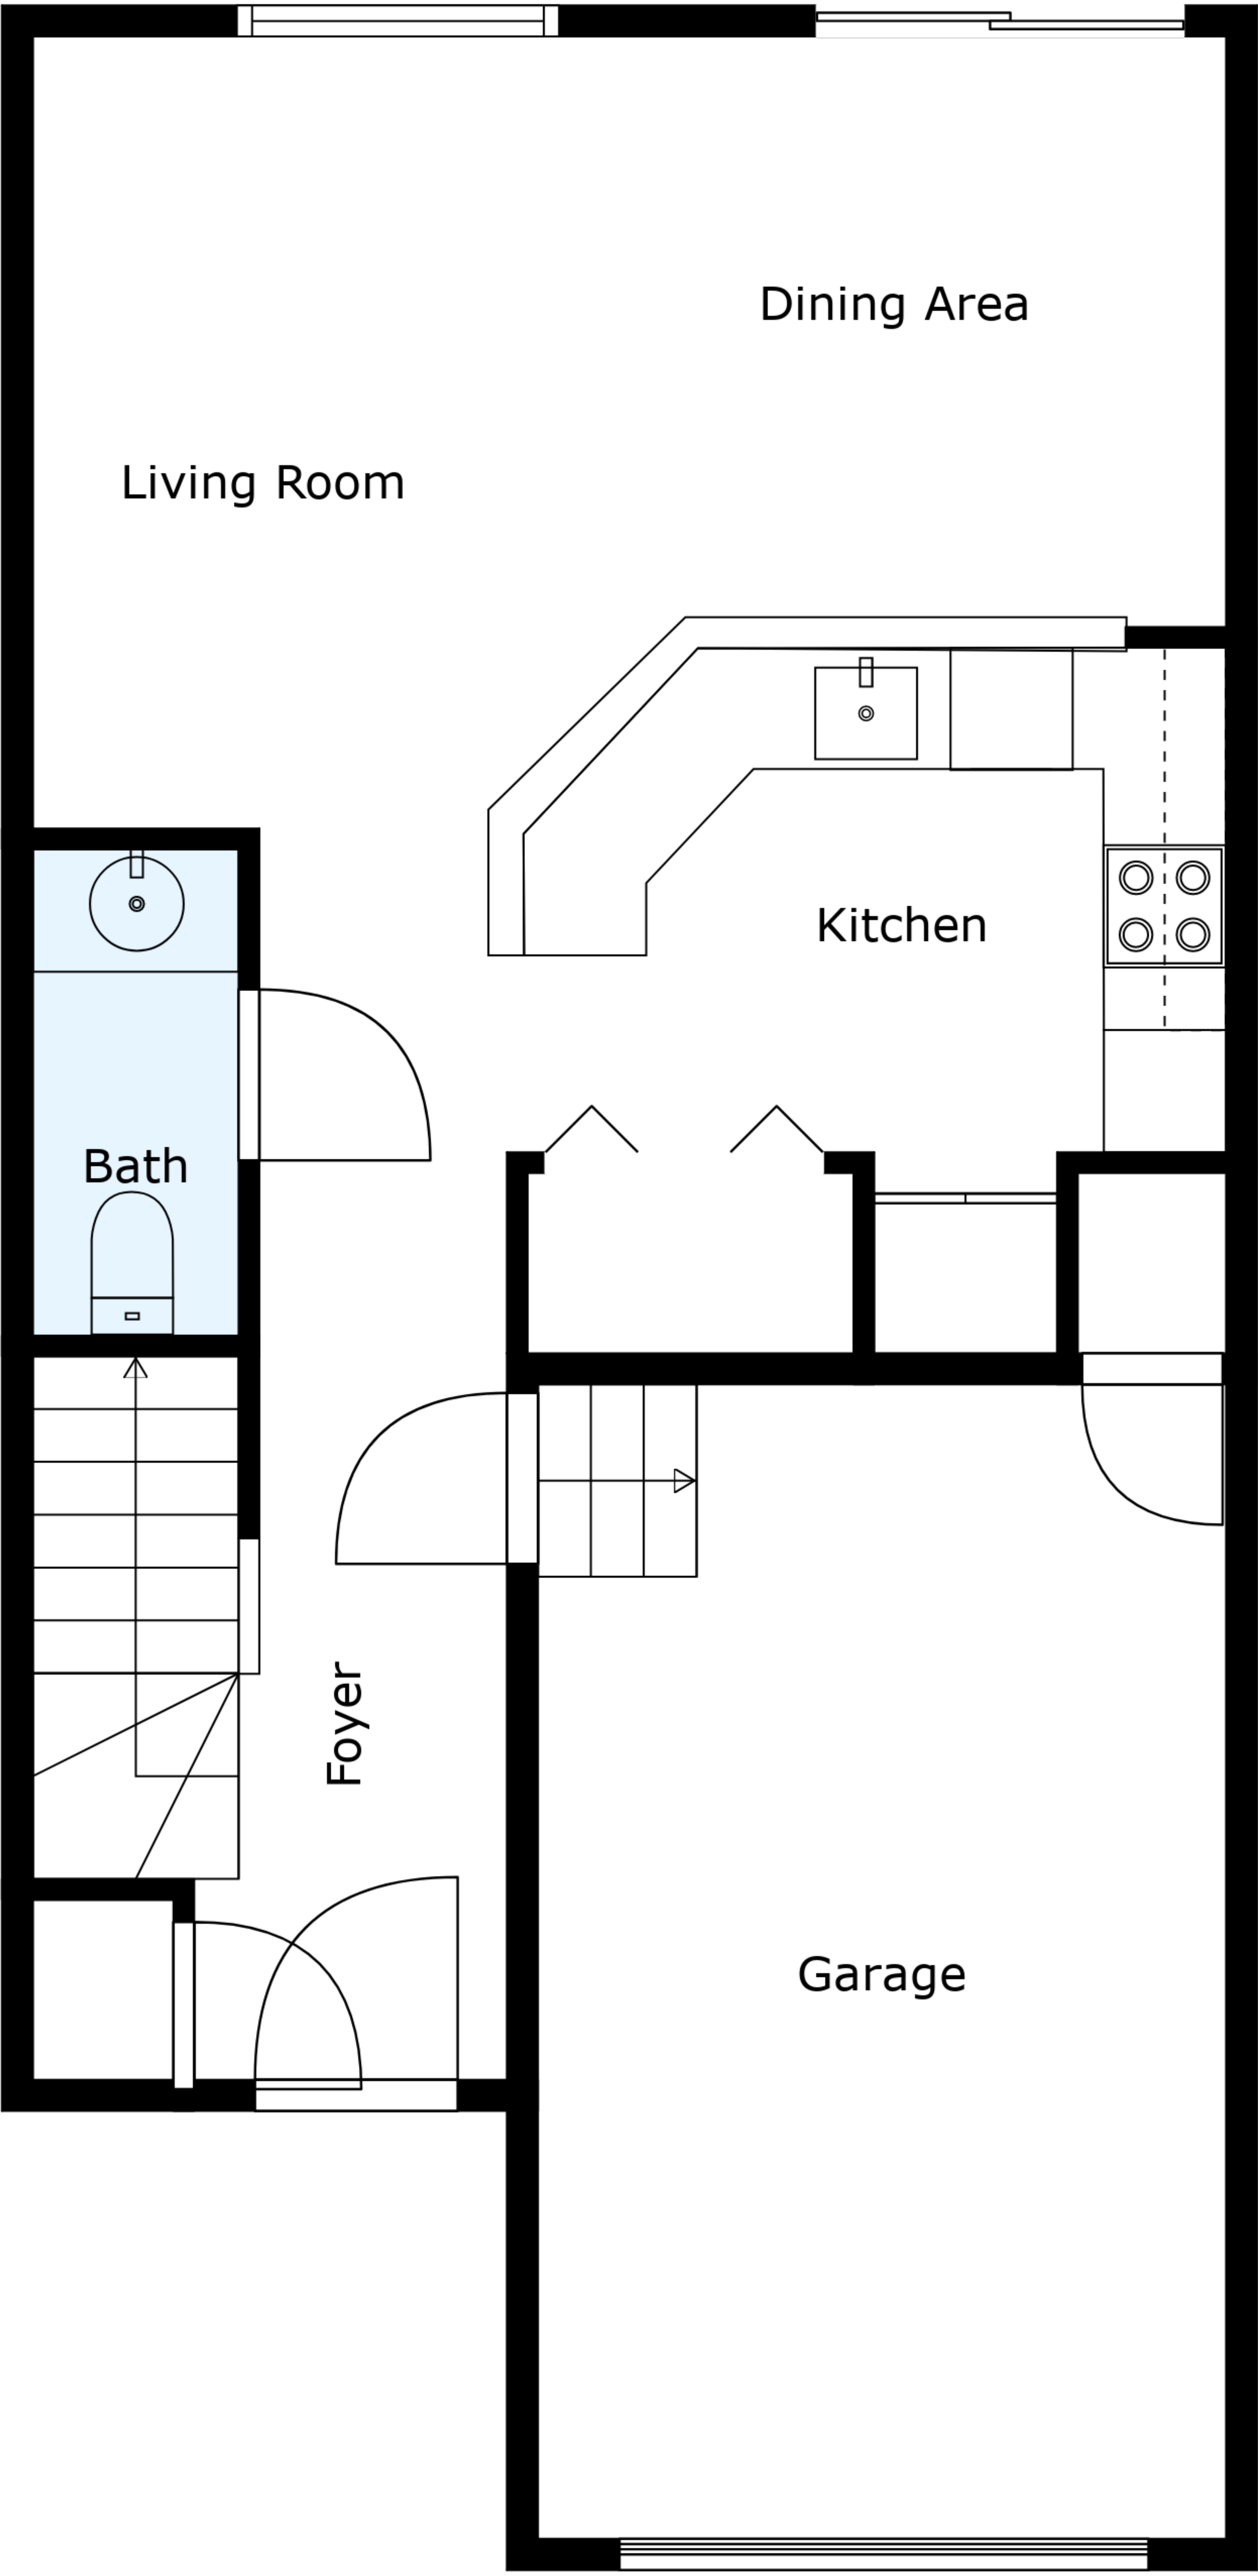 Dining Area
Living Room
Kitchen
Bath
Foyer
Garage